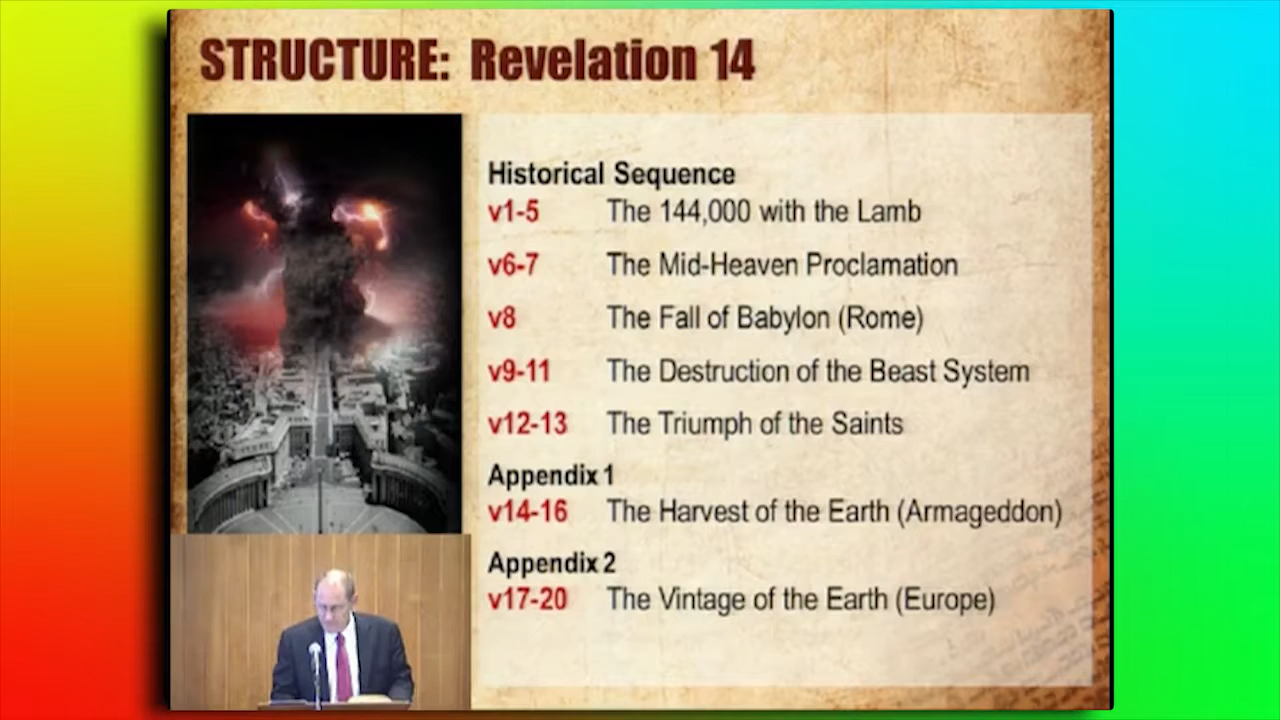 STRUCTURE: Revelation 14
Historical Sequence
v1-5 The 144,000 with the Lamb
v6-7 The Mid-Heaven Proclamation
v8 The Fall of Babylon (Rome)
v9-11 The Destruction of the Beast System
v12-13 The Triumph of the Saints
Appendix 1
v14-16 The Harvest of the Earth (Armageddon)
Appendix 2
v17-20 The Vintage of the Earth (Europe)